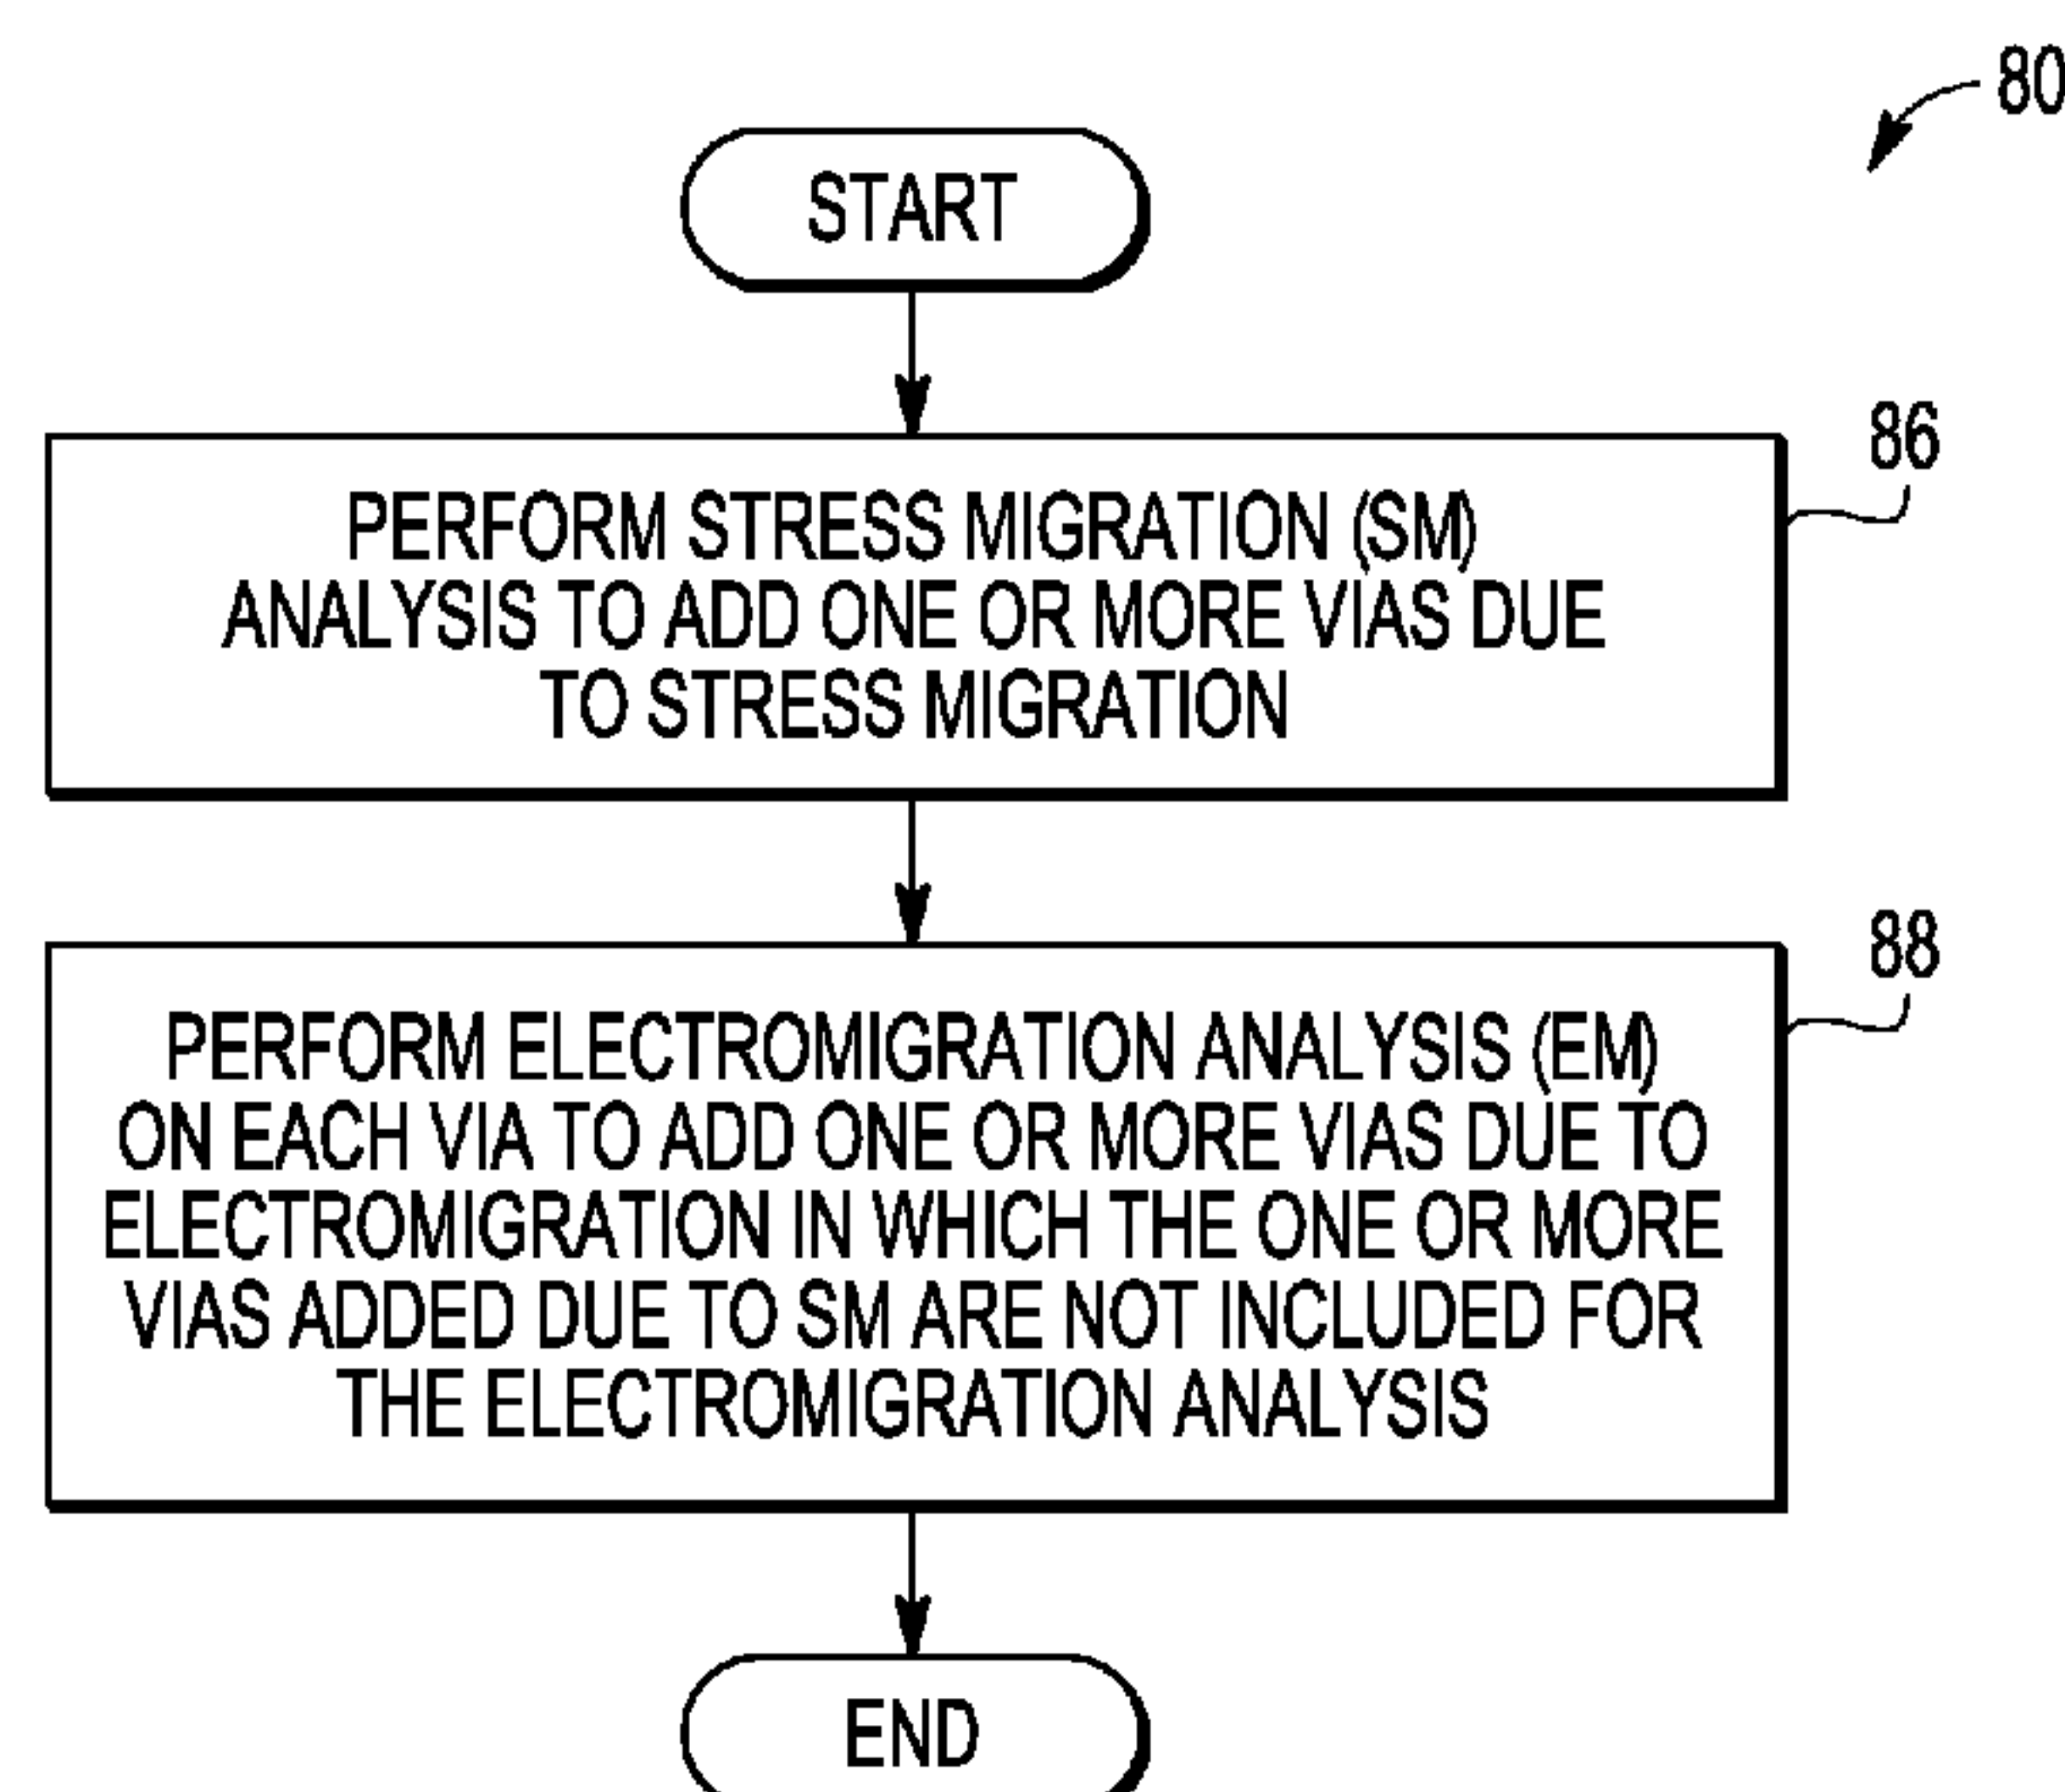 80
START
86
PERFORM STRESS MIGRATION (SM)
ANALYSIS TO ADD ONE OR MORE VIAS DUE
TO STRESS MIGRATION
88
PERFORM ELECTROMIGRATION ANALYSIS (EM)
ON EACH VIA TO ADD ONE OR MORE VIAS DUE TO
ELECTROMIGRATION IN WHICH THE ONE OR MORE
VIAS ADDED DUE TO SM ARE NOT INCLUDED FOR
THE ELECTROMIGRATION ANALYSIS
END